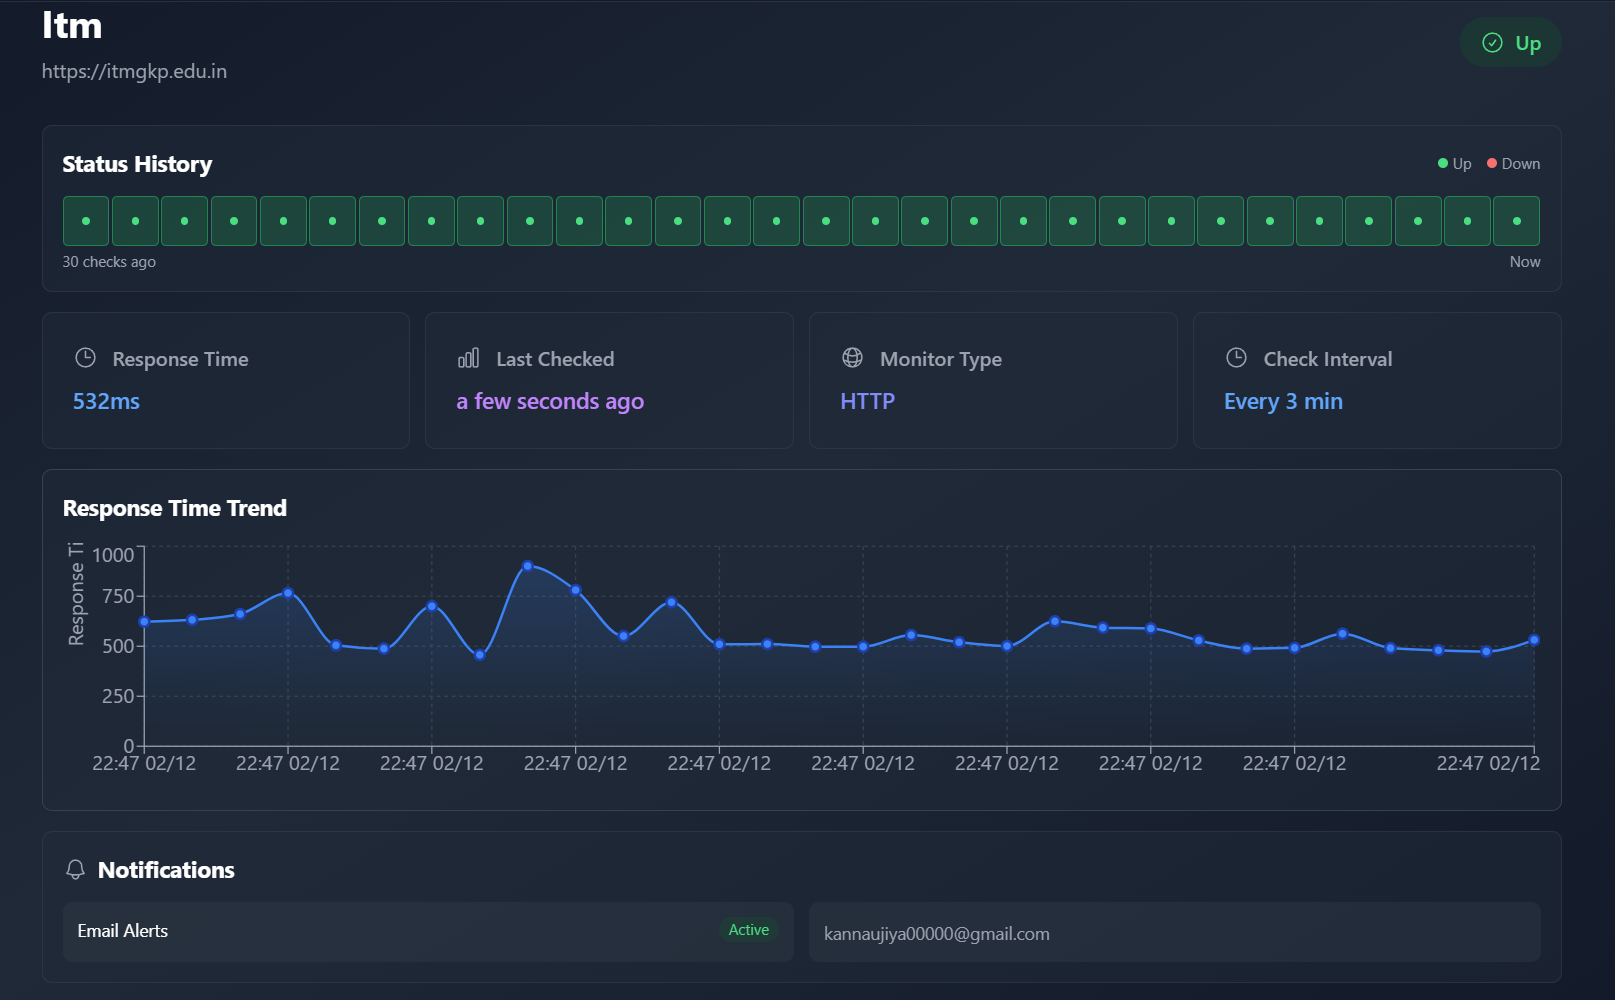 Itm
https://itmgkp.edu.in
Up
Status History
Up Down
30 checks ago
Now
Response Time
532ms
Last Checked
a few seconds ago
Monitor Type
HTTP
Check Interval
Every 3 min
Response Time Trend
Response Ti
1000
750
500
250
0
22:47 02/12 22:47 02/12 22:47 02/12 22:47 02/12 22:47 02/12 22:47 02/12 22:47 02/12 22:47 02/12 22:47 02/12 22:47 02/12
Notifications
Email Alerts
Active
kannaujiya00000@gmail.com